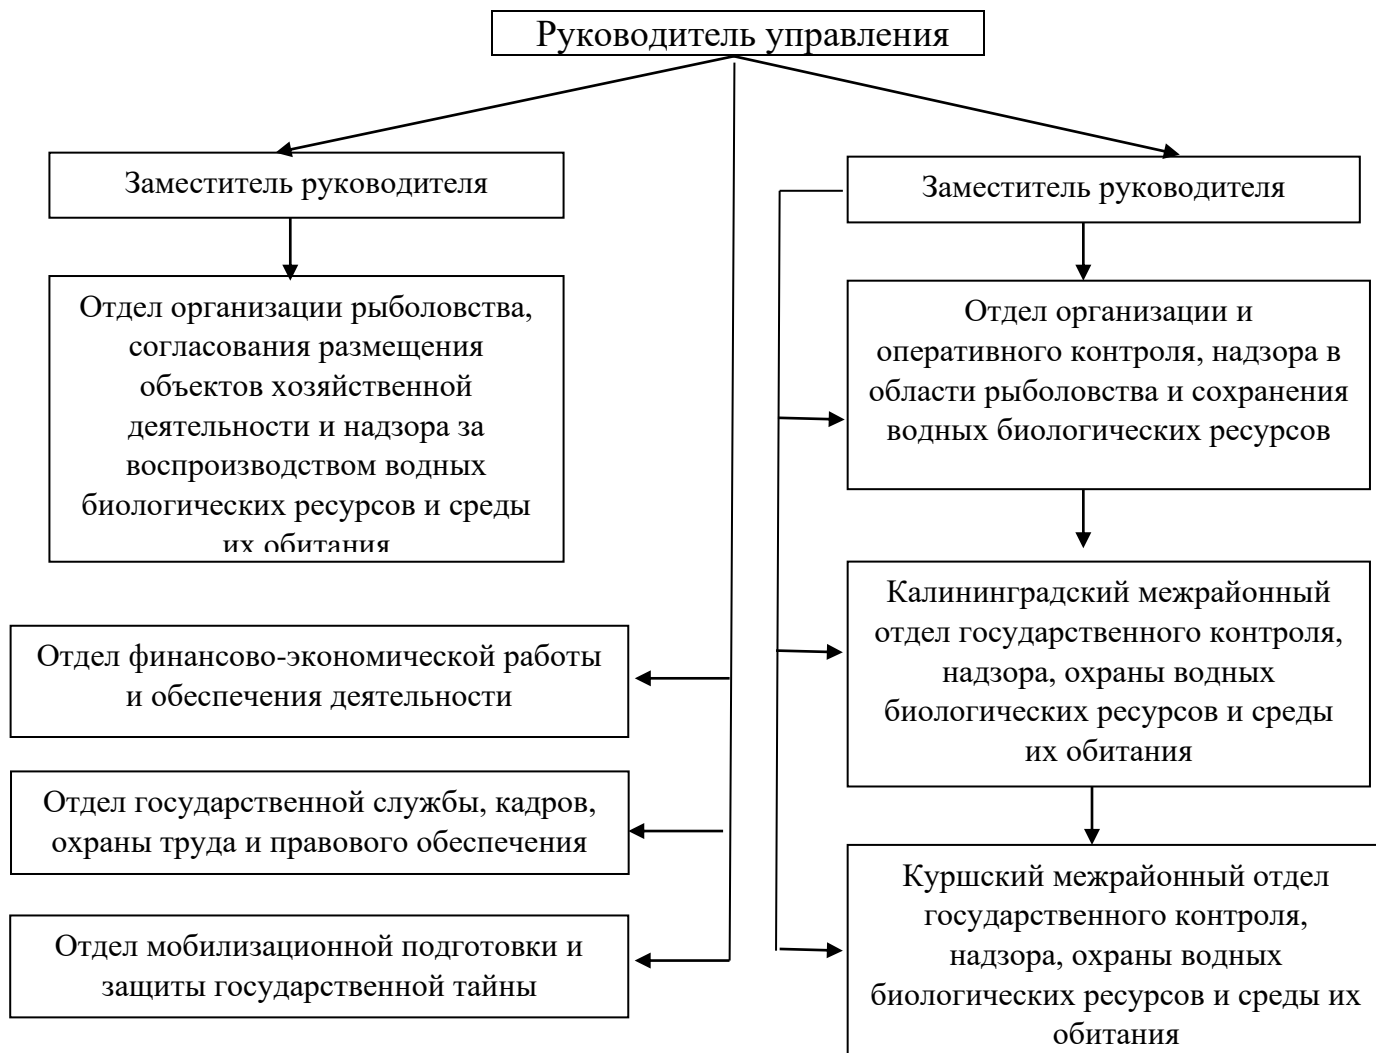 Руководитель управления
Заместитель руководителя
Заместитель руководителя
Отдел организации рыболовства,
согласования размещения
объектов хозяйственной
деятельности и надзора за
воспроизводством водных
биологических ресурсов и среды
их обитания
Отдел организации и
оперативного контроля, надзора в
области рыболовства и сохранения
водных биологических ресурсов
Калининградский межрайонный
отдел государственного контроля,
надзора, охраны водных
биологических ресурсов и среды
их обитания
Отдел финансово-экономической работы
и обеспечения деятельности
Отдел государственной службы, кадров,
охраны труда и правового обеспечения
Отдел мобилизационной подготовки и
защиты государственной тайны
Куршский межрайонный отдел
государственного контроля,
надзора, охраны водных
биологических ресурсов и среды их
обитания